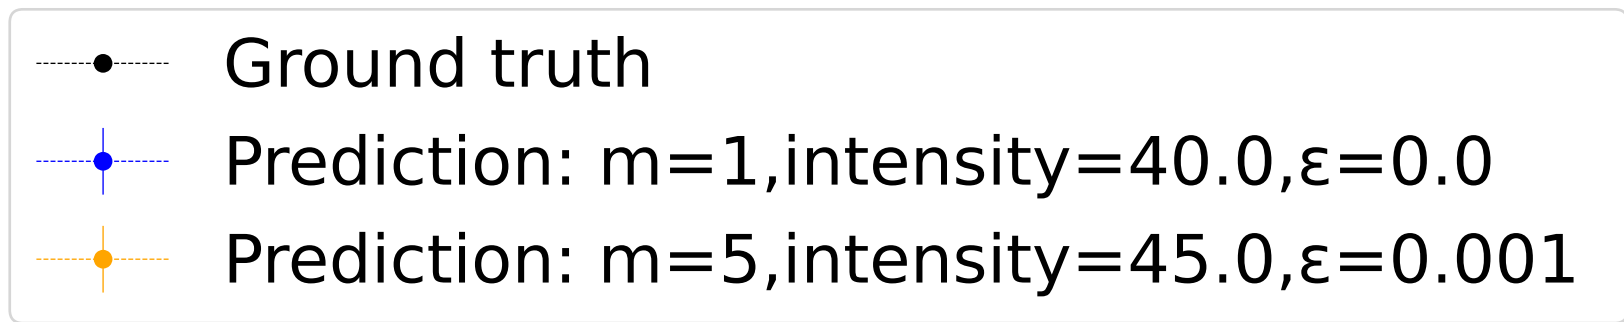 Ground truth
Prediction: m=1,intensity=40.0,ε=0.0
Prediction: m=5,intensity=45.0,ε=0.001